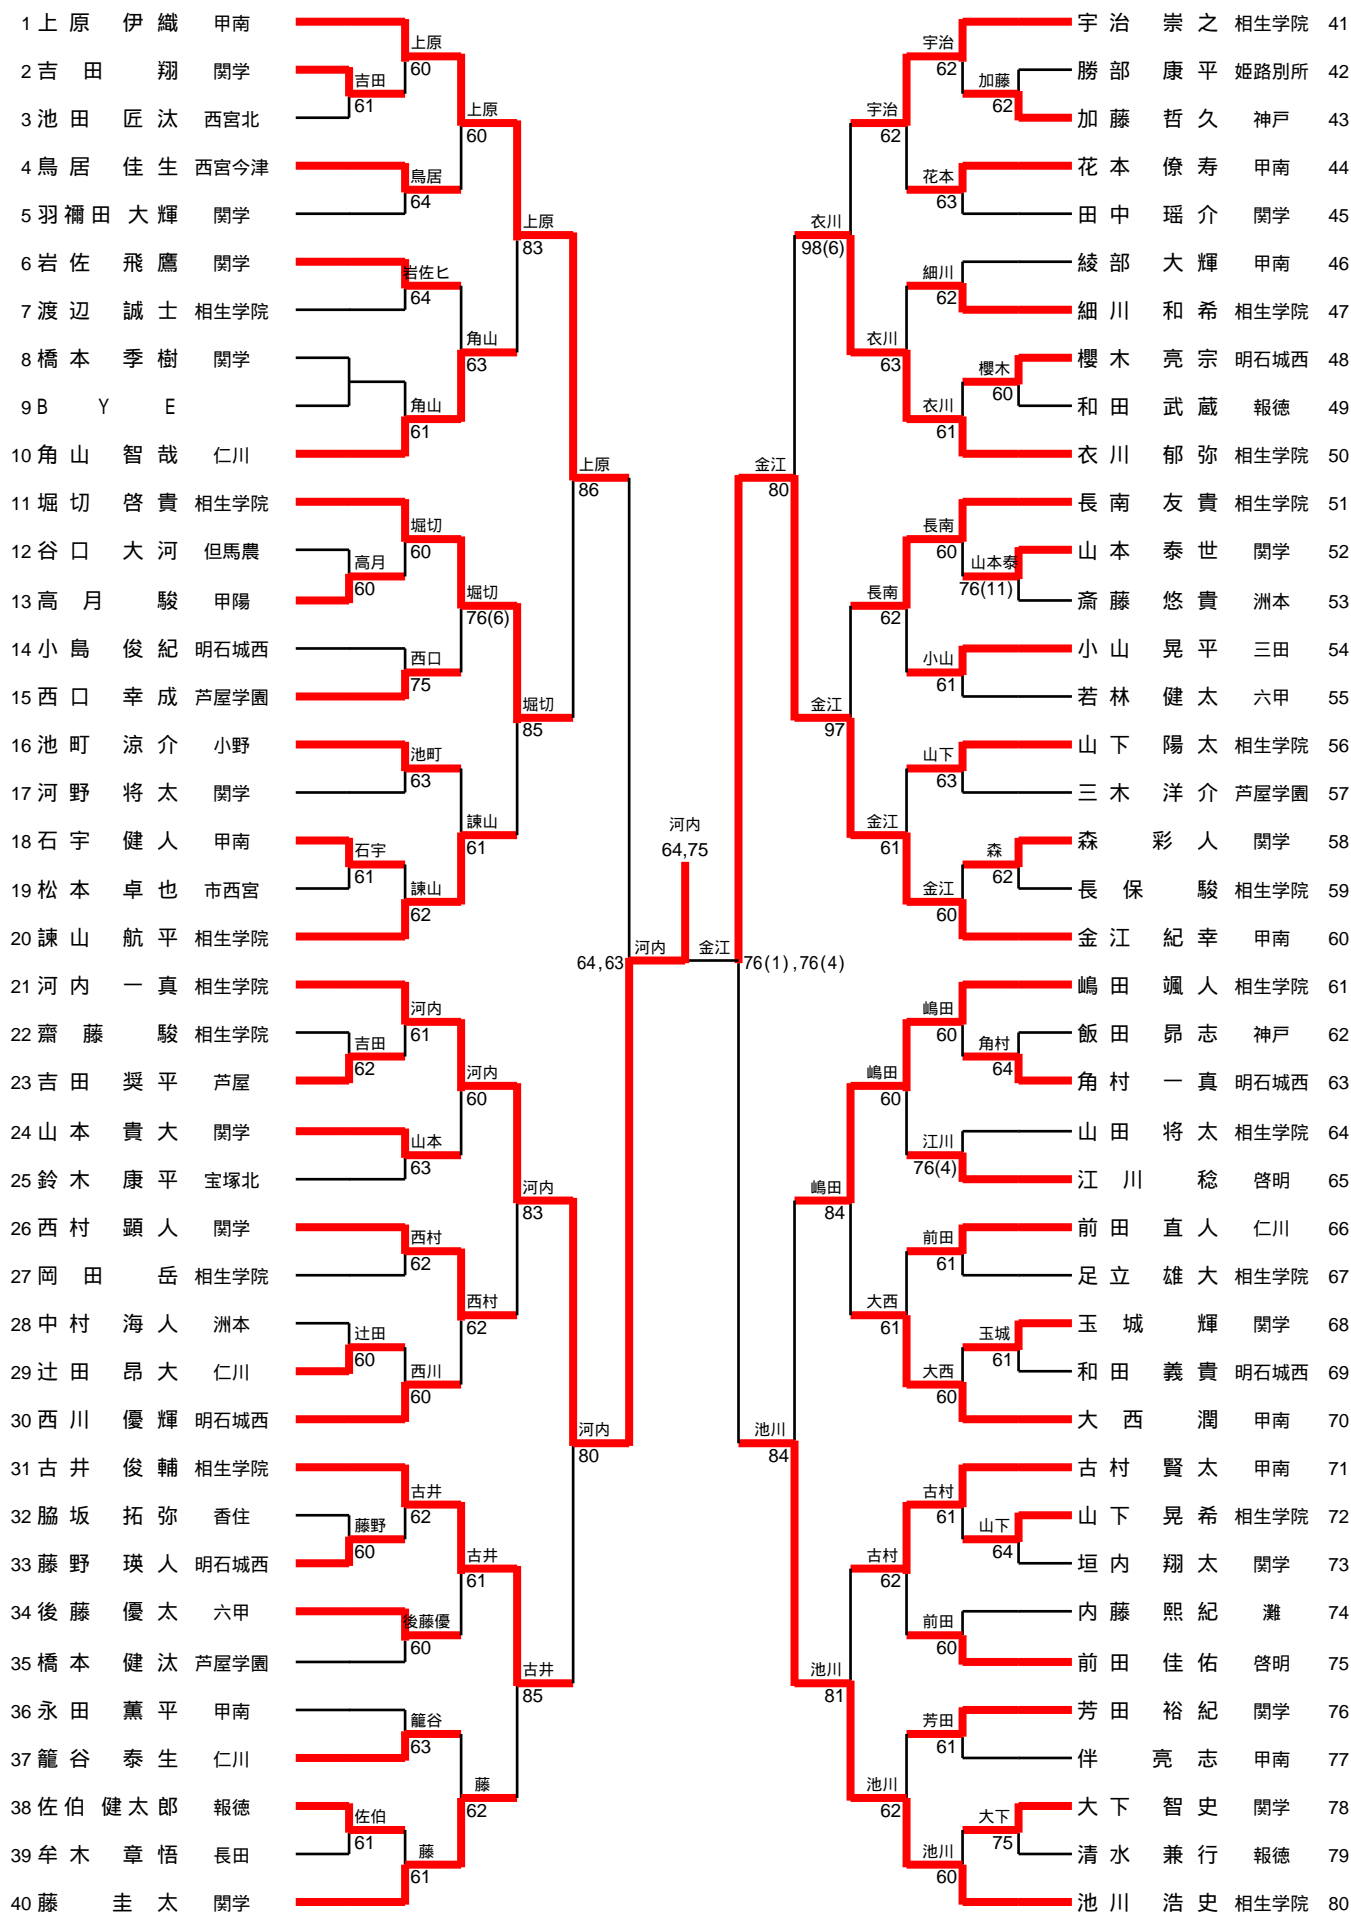 1 上原 伊織 甲南
2 吉田 翔 関学
3 池田 匠汰 西宮北
4 鳥居 佳生 西宮今津
5 羽禰田 大輝 関学
6 岩佐 飛鷹 関学
7 渡辺 誠士 相生学院
8 橋本 季樹 関学
9 BYE
10 角山 智哉 仁川
11 堀切 啓貴 相生学院
12 谷口 大河 但馬農
13 高月 駿 甲陽
14 小島 俊紀 明石城西
15 西口 幸成 芦屋学園
16 池町 涼介 小野
17 河野 将太 関学
18 石宇 健人 甲南
19 松本 卓也 市西宮
20 諫山 航平 相生学院
21 河内 一真 相生学院
22 齋藤 駿 相生学院
23 吉田 奨平 芦屋
24 山本 貴大 関学
25 鈴木 康平 宝塚北
26 西村 顕人 関学
27 岡田 岳 相生学院
28 中村 海人 洲本
29 辻田 昂大 仁川
30 西川 優輝 明石城西
31 古井 俊輔 相生学院
32 脇坂 拓弥 香住
33 藤野 瑛人 明石城西
34 後藤 優太 六甲
35 橋本 健汰 芦屋学園
36 永田 薫平 甲南
37 籠谷 泰生 仁川
38 佐伯 健太郎 報徳
39 牟木 章悟 長田
40 藤 圭太 関学
吉田
61
高月
60
石宇
61
吉田
62
辻田
60
藤野
60
佐伯
61
上原
60
鳥居
64
岩佐ヒ
64
角山
61
堀切
60
西口
75
池町
63
諫山
62
河内
61
山本
63
西村
62
西川
60
古井
62
後藤優
60
籠谷
63
藤
61
上原
60
角山
63
堀切
76(6)
諫山
61
河内
60
西村
62
古井
61
藤
62
上原
83
堀切
85
河内
83
古井
85
上原
86
河内
80
河内
64,63
河内
64,75
金江
76(1),76(4)
金江
80
池川
84
衣川
98(6)
金江
97
嶋田
84
池川
81
宇治
62
衣川
63
長南
62
金江
61
嶋田
60
大西
61
古村
62
池川
62
宇治
62
花本
63
細川
62
衣川
61
長南
60
小山
61
山下
63
金江
60
嶋田
60
江川
76(4)
前田
61
大西
60
古村
61
前田
60
芳田
61
池川
60
加藤
62
櫻木
60
山本泰
76(11)
森
62
角村
64
玉城
61
山下
64
大下
75
宇治 崇之 相生学院 41
勝部 康平 姫路別所 42
加藤 哲久 神戸 43
花本 僚寿 甲南 44
田中 瑶介 関学 45
綾部 大輝 甲南 46
細川 和希 相生学院 47
櫻木 亮宗 明石城西 48
和田 武蔵 報徳 49
衣川 郁弥 相生学院 50
長南 友貴 相生学院 51
山本 泰世 関学 52
斎藤 悠貴 洲本 53
小山 晃平 三田 54
若林 健太 六甲 55
山下 陽太 相生学院 56
三木 洋介 芦屋学園 57
森 彩人 関学 58
長保 駿 相生学院 59
金江 紀幸 甲南 60
嶋田 颯人 相生学院 61
飯田 昴志 神戸 62
角村 一真 明石城西 63
山田 将太 相生学院 64
江川 稔 啓明 65
前田 直人 仁川 66
足立 雄大 相生学院 67
玉城 輝 関学 68
和田 義貴 明石城西 69
大西 潤 甲南 70
古村 賢太 甲南 71
山下 晃希 相生学院 72
垣内 翔太 関学 73
内藤 熙紀 灘 74
前田 佳佑 啓明 75
芳田 裕紀 関学 76
伴 亮志 甲南 77
大下 智史 関学 78
清水 兼行 報徳 79
池川 浩史 相生学院 80